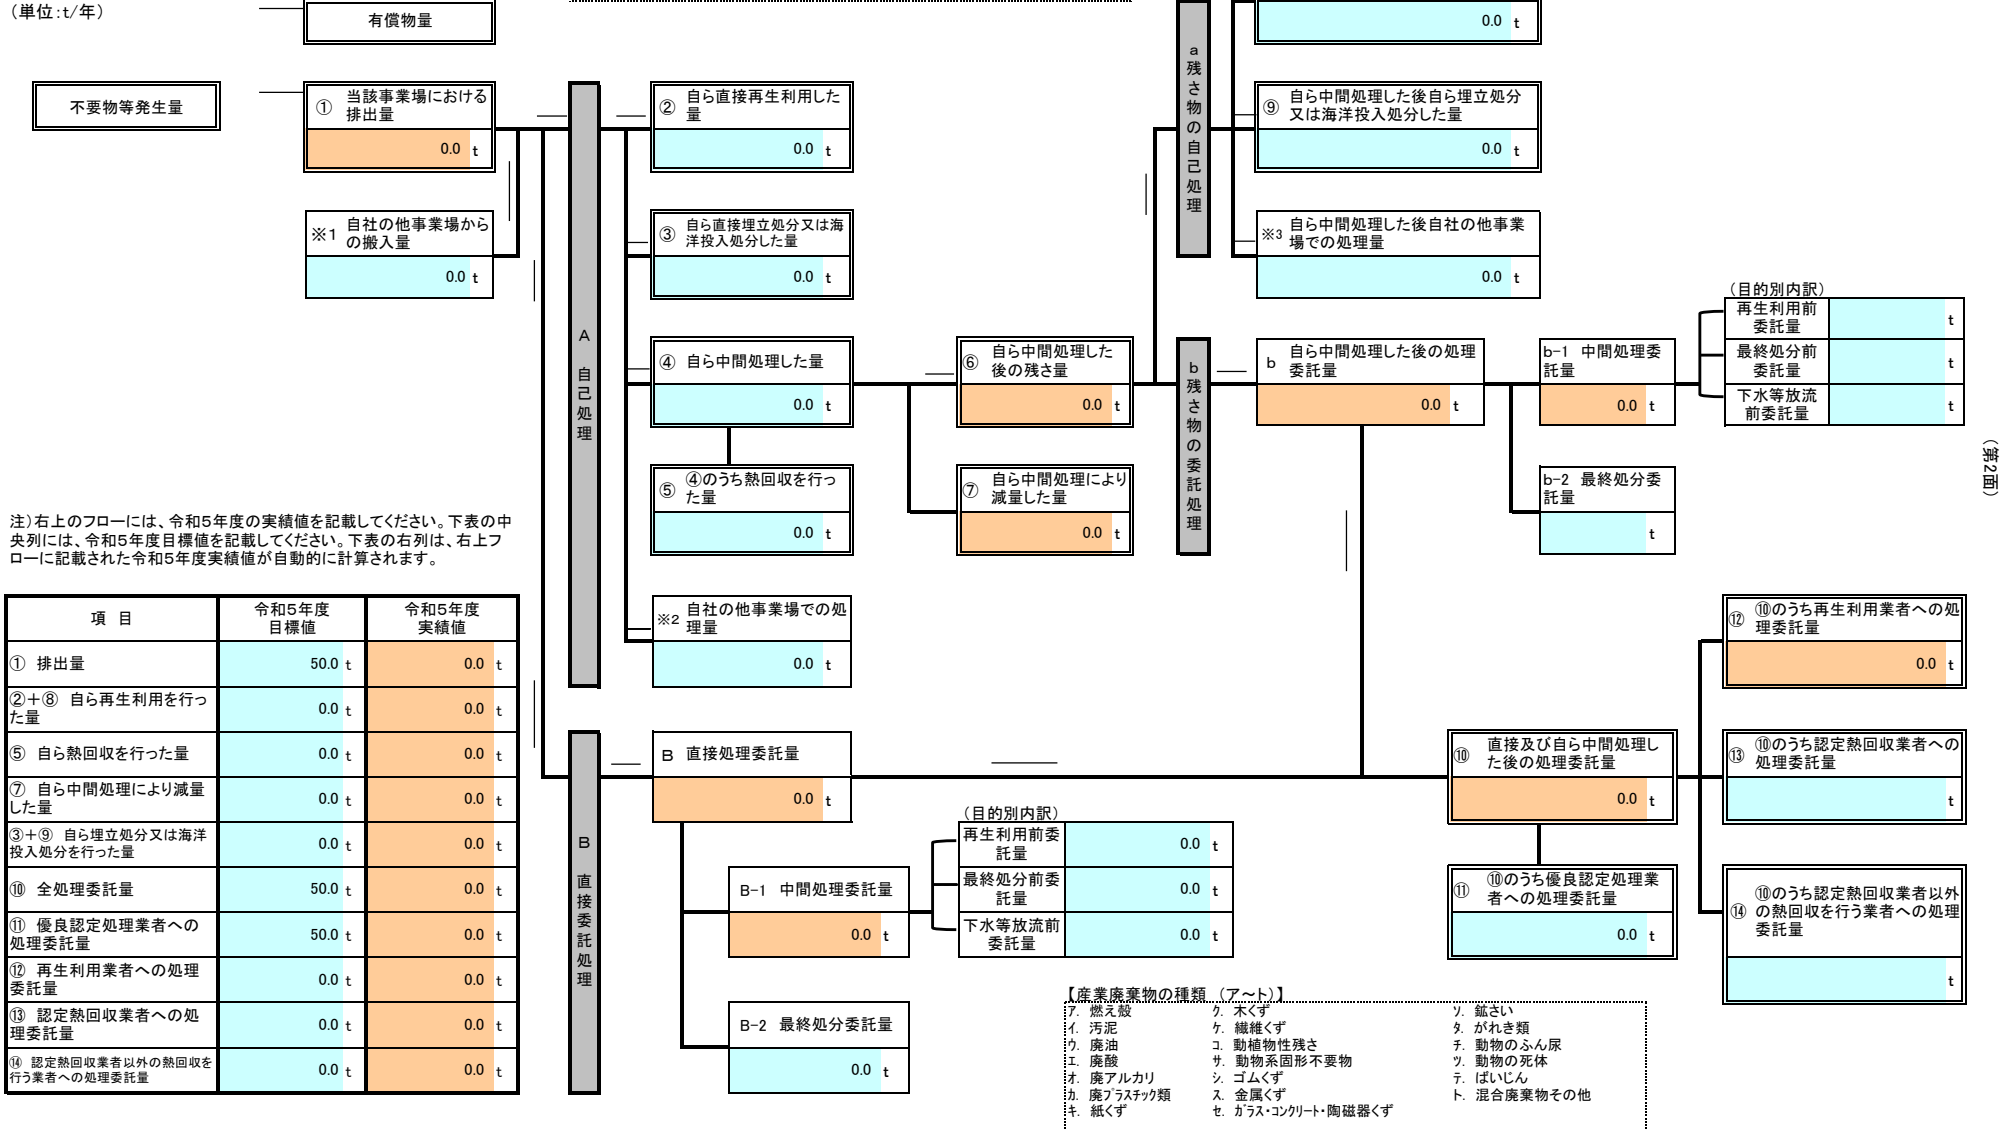 （単位:t/年）
有償物量
0.0 t
不要物等発生量
① 当該事業場における
排出量
0.0 t
※1 自社の他事業場から
の搬入量
0.0 t
A 自己処理
② 自ら直接再生利用した
量
0.0 t
③ 自ら直接埋立処分又は海
洋投入処分した量
0.0 t
④ 自ら中間処理した量
0.0 t
⑤ ④のうち熱回収を行っ
た量
0.0 t
※2 自社の他事業場での処
理量
0.0 t
⑥ 自ら中間処理した
後の残さ量
0.0 t
⑦ 自ら中間処理により
減量した量
0.0 t
a残さ物の自己処理
⑨ 自ら中間処理した後自ら埋立処分
又は海洋投入処分した量
0.0 t
※3 自ら中間処理した後自社の他事業
場での処理量
0.0 t
b残さ物の委託処理
b 自ら中間処理した後の処理
委託量
0.0 t
b-1 中間処理委
託量
0.0 t
b-2 最終処分委
託量
t
（目的別内訳）
再生利用前
委託量
t
最終処分前
委託量
t
下水等放流
前委託量
t
（第2面）
注）右上のフローには、令和5年度の実績値を記載してください。下表の中
央列には、令和5年度目標値を記載してください。下表の右列は、右上フ
ローに記載された令和5年度実績値が自動的に計算されます。
項 目
令和5年度
目標値
令和5年度
実績値
① 排出量 50.0 t 0.0 t
②＋⑧ 自ら再生利用を行っ
た量 0.0 t 0.0 t
⑤ 自ら熱回収を行った量 0.0 t 0.0 t
⑦ 自ら中間処理により減量
した量 0.0 t 0.0 t
③＋⑨ 自ら埋立処分又は海洋
投入処分を行った量 0.0 t 0.0 t
⑩ 全処理委託量 50.0 t 0.0 t
⑪ 優良認定処理業者への
処理委託量 50.0 t 0.0 t
⑫ 再生利用業者への処理
委託量 0.0 t 0.0 t
⑬ 認定熱回収業者への処
理委託量 0.0 t 0.0 t
⑭ 認定熱回収業者以外の熱回収を
行う業者への処理委託量 0.0 t 0.0 t
B 直接委託処理
B 直接処理委託量
0.0 t
B-1 中間処理委託量
0.0 t
B-2 最終処分委託量
0.0 t
（目的別内訳）
再生利用前委
託量
0.0 t
最終処分前委
託量
0.0 t
下水等放流前
委託量
0.0 t
⑩ 直接及び自ら中間処理し
た後の処理委託量
0.0 t
⑪ ⑩のうち優良認定処理業
者への処理委託量
0.0 t
⑫ ⑩のうち再生利用業者への処
理委託量
0.0 t
⑬ ⑩のうち認定熱回収業者への
処理委託量
t
⑭ ⑩のうち認定熱回収業者以外
の熱回収を行う業者への処理
委託量
t
【産業廃棄物の種類 （ア～ト）】
ｱ. 燃え殻
ｲ. 汚泥
ｳ. 廃油
ｴ. 廃酸
ｵ. 廃アルカリ
ｶ. 廃ﾌﾟﾗｽﾁｯｸ類
ｷ. 紙くず
ｸ. 木くず
ｹ. 繊維くず
ｺ. 動植物性残さ
ｻ. 動物系固形不要物
ｼ. ゴムくず
ｽ. 金属くず
ｾ. ｶﾞﾗｽ･ｺﾝｸﾘｰﾄ･陶磁器くず
ｿ. 鉱さい
ﾀ. がれき類
ﾁ. 動物のふん尿
ﾂ. 動物の死体
ﾃ. ばいじん
ﾄ. 混合廃棄物その他